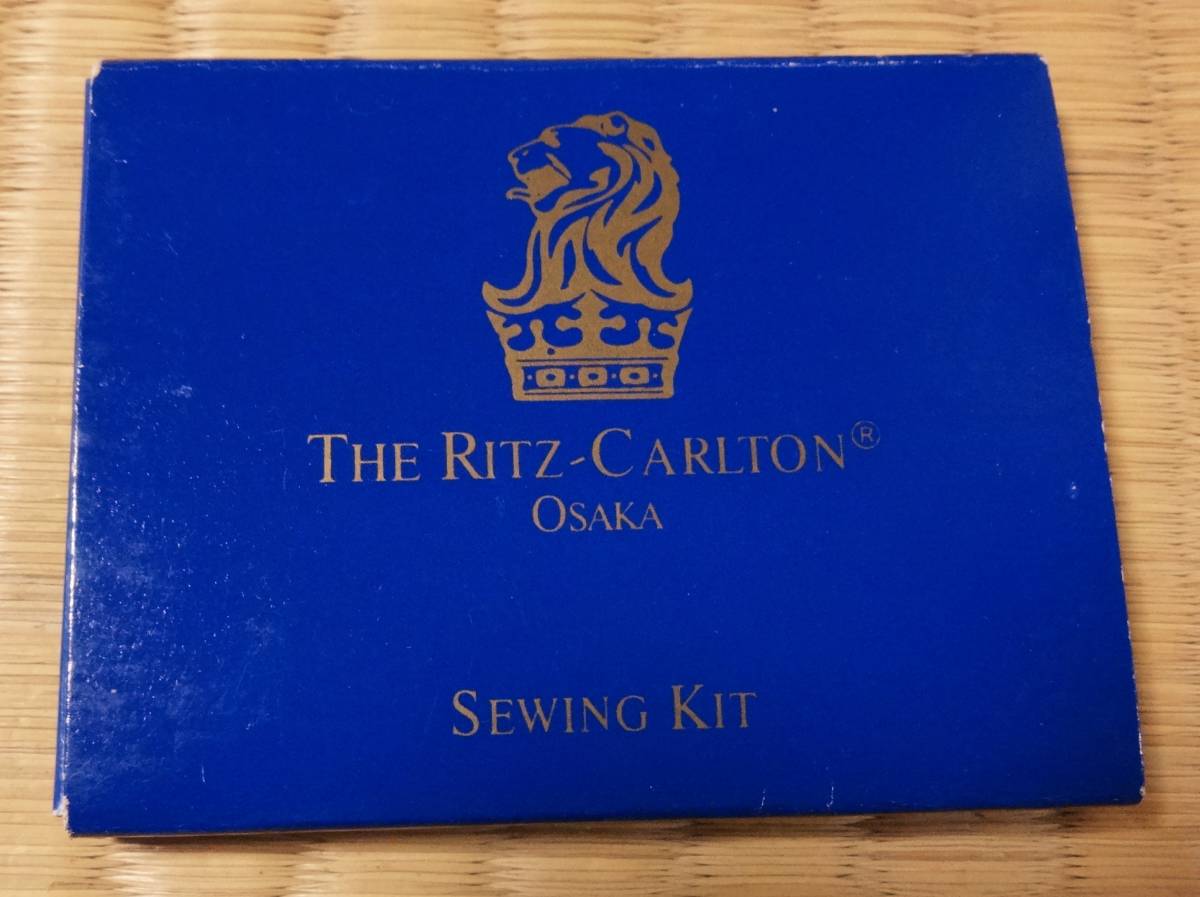 THE RITZ-CARLTON®
OSAKA
SEWING KIT